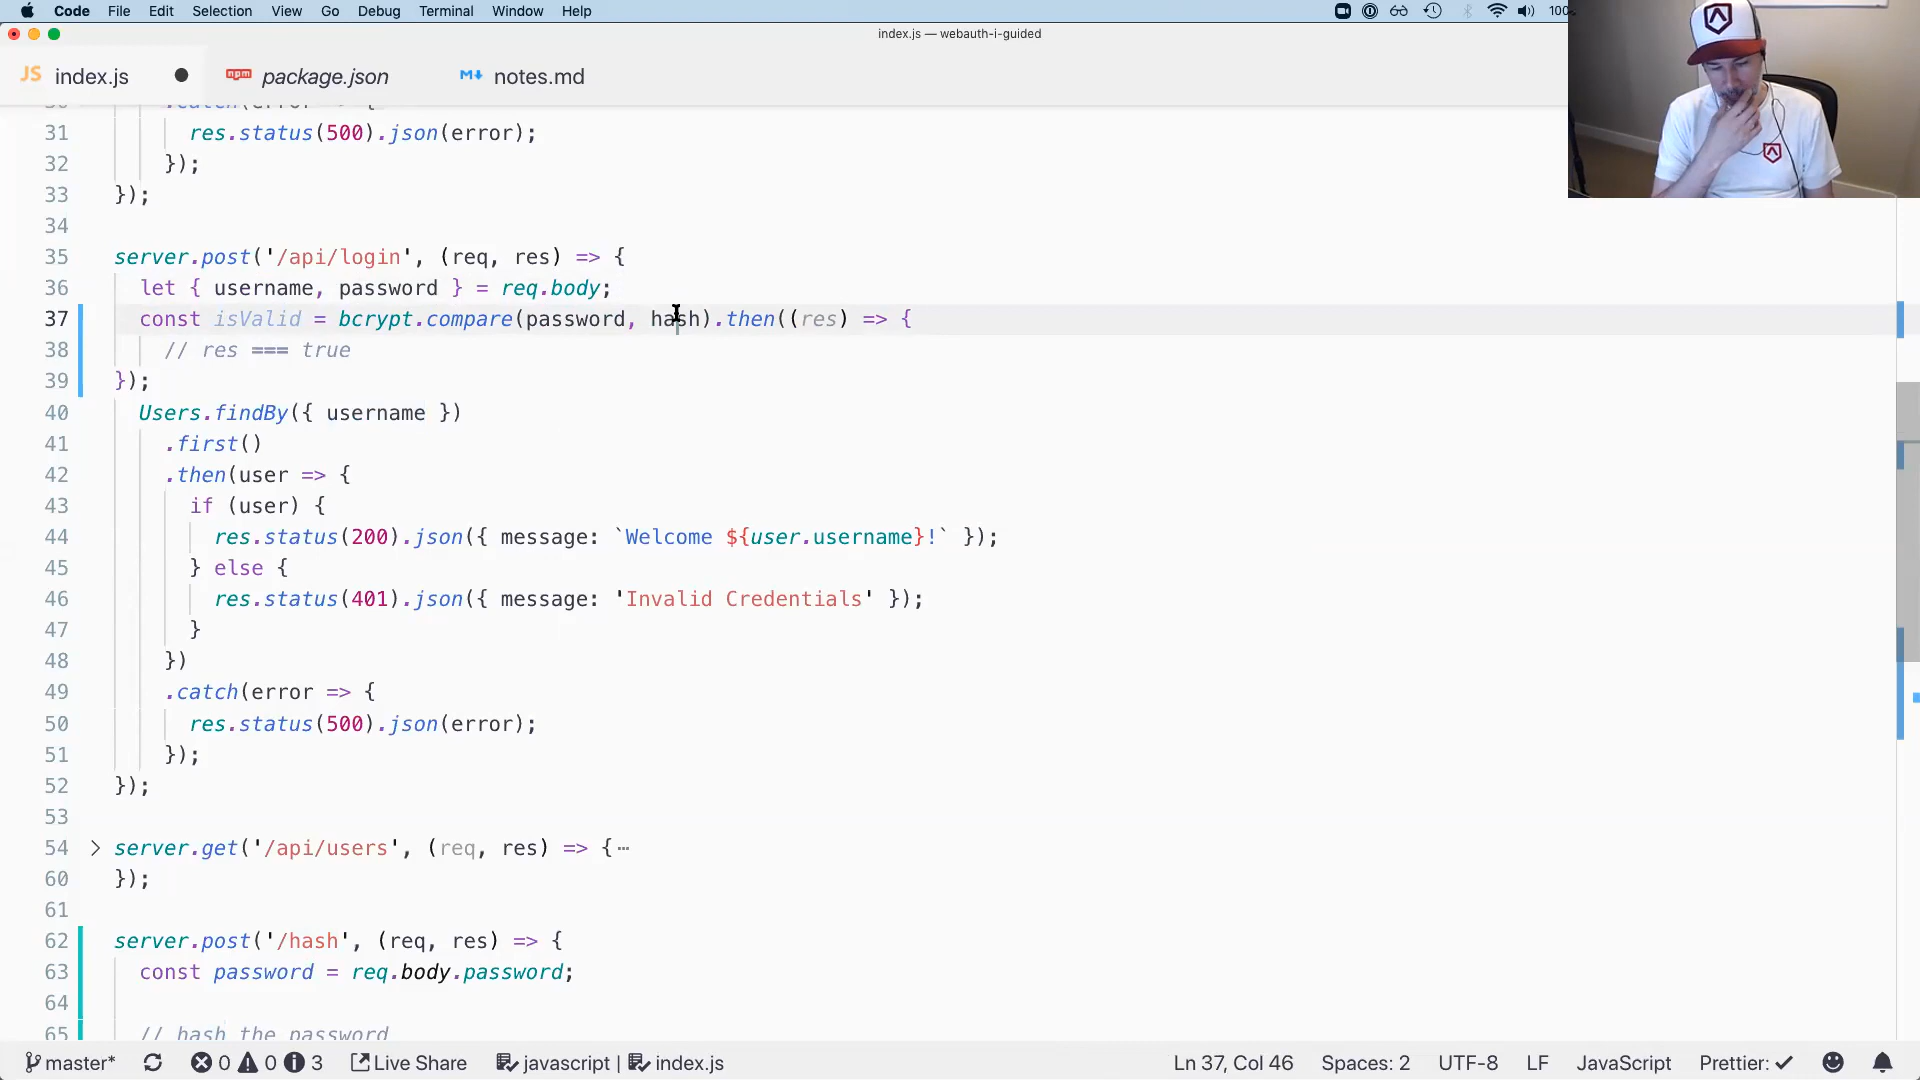 Code File Edit Selection View Go Debug Terminal Window Help
index.js — webauth-i-guided
JS index.js package.json notes.md
31 res.status(500).json(error);
32 });
33 });
34
35 server.post('/api/login', (req, res) => {
36 let { username, password } = req.body;
37 const isValid = bcrypt.compare(password, hash).then((res) => {
38 // res === true
39 });
40 Users.findBy({ username })
41 .first()
42 .then(user => {
43 if (user) {
44 res.status(200).json({ message: `Welcome ${user.username}!` });
45 } else {
46 res.status(401).json({ message: 'Invalid Credentials' });
47 }
48 })
49 .catch(error => {
50 res.status(500).json(error);
51 });
52 });
53
54 server.get('/api/users', (req, res) => {⋯
60 });
61
62 server.post('/hash', (req, res) => {
63 const password = req.body.password;
64
65 // hash the password
master* 0 0 3 Live Share javascript | index.js Ln 37, Col 46 Spaces: 2 UTF-8 LF JavaScript Prettier: ✓